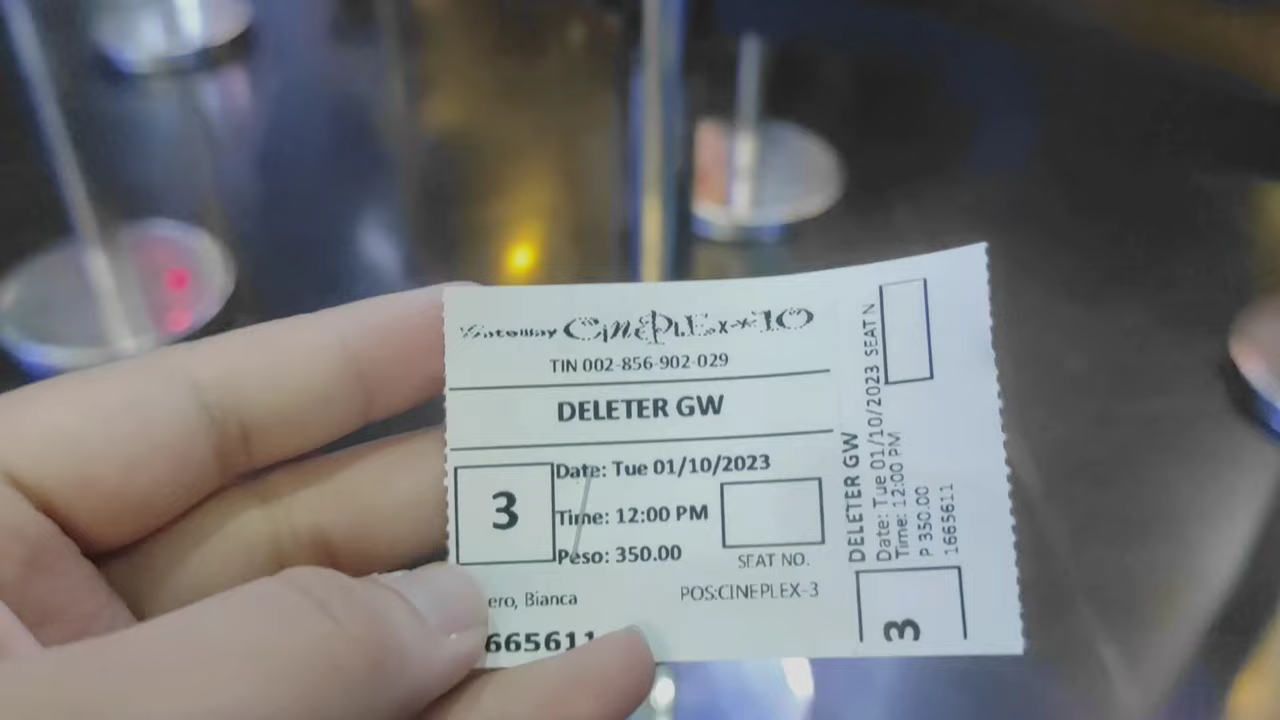 Gateway CinePlEx*10
TIN 002-856-902-029
DELETER GW
3
Date: Tue 01/10/2023
Time: 12:00 PM
Peso: 350.00
SEAT NO.
ero, Bianca
POS:CINEPLEX-3
665611
DELETER GW
Date: Tue 01/10/2023 SEAT N
Time: 12:00 PM
P 350.00
1665611
3